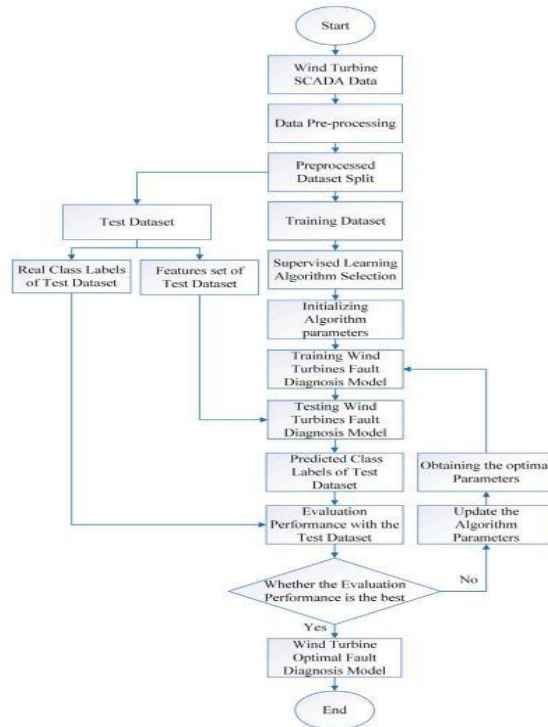 Start
Wind Turbine
SCADA Data
Data Pre-processing
Preprocessed
Dataset Split
Test Dataset
Training Dataset
Real Class Labels
of Test Dataset
Features set of
Test Dataset
Supervised Learning
Algorithm Selection
Initializing
Algorithm
parameters
Training Wind
Turbines Fault
Diagnosis Model
Testing Wind
Turbines Fault
Diagnosis Model
Predicted Class
Labels of Test
Dataset
Obtaining the optimal
Parameters
Evaluation
Performance with the
Test Dataset
Update the
Algorithm
Parameters
Whether the Evaluation
Performance is the best
No
Yes
Wind Turbine
Optimal Fault
Diagnosis Model
End